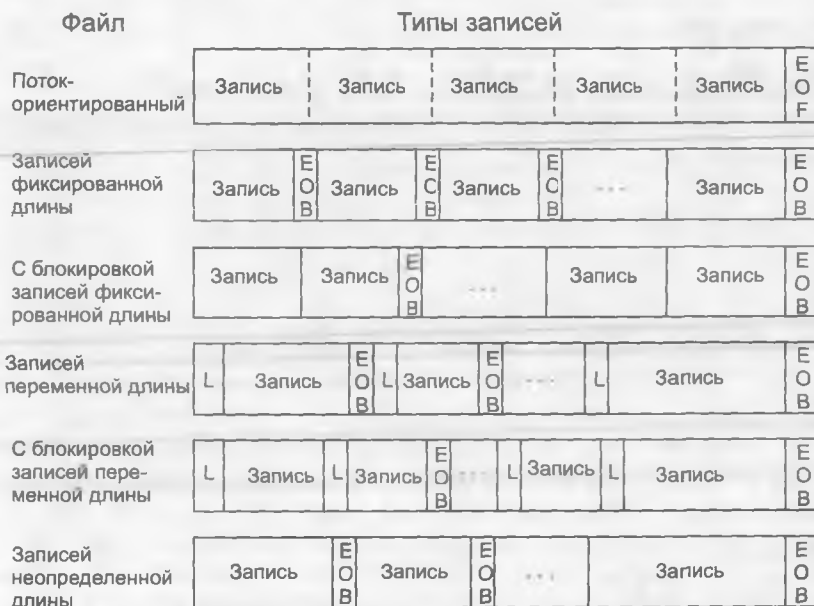 Файл Типы записей
Поток-
ориентированный
Запись Запись Запись Запись Запись E O F
Записей
фиксированной
длины
Запись E O B Запись E O B Запись E O B ... Запись E O B
С блокировкой
записей фикси-
рованной длины
Запись Запись E O B ... Запись Запись E O B
Записей
переменной длины
L Запись E O B L Запись E O B ... L Запись E O B
С блокировкой
записей пере-
менной длины
L Запись L Запись E O B ... L Запись L Запись E O B
Записей
неопределенной
длины
Запись E O B Запись E O B ... Запись E O B